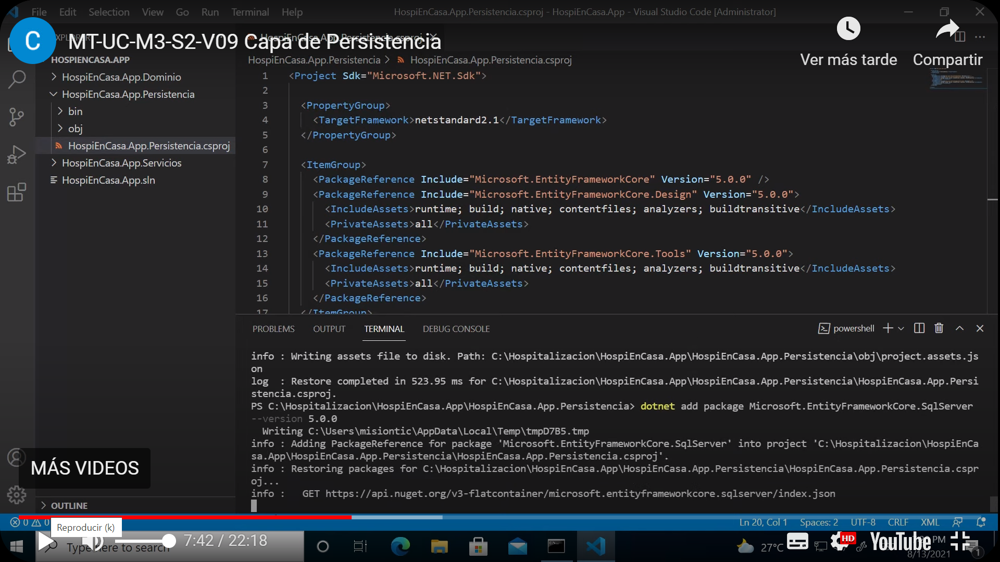 File Edit Selection View Go Run Terminal Help
HospiEnCasa.App.Persistencia.csproj - HospiEnCasa.App - Visual Studio Code [Administrator]
C
MT-UC-M3-S2-V09 Capa de Persistencia
HospiEnCasa.App.Persistencia.csproj
Ver más tarde
Compartir
HOSPIENCASA.APP
HospiEnCasa.App.Dominio
HospiEnCasa.App.Persistencia
bin
obj
HospiEnCasa.App.Persistencia.csproj
HospiEnCasa.App.Servicios
HospiEnCasa.App.sln
HospiEnCasa.App.Persistencia > HospiEnCasa.App.Persistencia.csproj
1 <Project Sdk="Microsoft.NET.Sdk">
2
3 <PropertyGroup>
4 <TargetFramework>netstandard2.1</TargetFramework>
5 </PropertyGroup>
6
7 <ItemGroup>
8 <PackageReference Include="Microsoft.EntityFrameworkCore" Version="5.0.0" />
9 <PackageReference Include="Microsoft.EntityFrameworkCore.Design" Version="5.0.0">
10 <IncludeAssets>runtime; build; native; contentfiles; analyzers; buildtransitive</IncludeAssets>
11 <PrivateAssets>all</PrivateAssets>
12 </PackageReference>
13 <PackageReference Include="Microsoft.EntityFrameworkCore.Tools" Version="5.0.0">
14 <IncludeAssets>runtime; build; native; contentfiles; analyzers; buildtransitive</IncludeAssets>
15 <PrivateAssets>all</PrivateAssets>
16 </PackageReference>
17 </ItemGroup>
PROBLEMS OUTPUT TERMINAL DEBUG CONSOLE
powershell
info : Writing assets file to disk. Path: C:\Hospitalizacion\HospiEnCasa.App\HospiEnCasa.App.Persistencia\obj\project.assets.js
on
log  : Restore completed in 523.95 ms for C:\Hospitalizacion\HospiEnCasa.App\HospiEnCasa.App.Persistencia\HospiEnCasa.App.Persi
stencia.csproj.
PS C:\Hospitalizacion\HospiEnCasa.App\HospiEnCasa.App.Persistencia> dotnet add package Microsoft.EntityFrameworkCore.SqlServer
--version 5.0.0
Writing C:\Users\misiontic\AppData\Local\Temp\tmpD7B5.tmp
info : Adding PackageReference for package 'Microsoft.EntityFrameworkCore.SqlServer' into project 'C:\Hospitalizacion\HospiEnCa
sa.App\HospiEnCasa.App.Persistencia\HospiEnCasa.App.Persistencia.csproj'.
info : Restoring packages for C:\Hospitalizacion\HospiEnCasa.App\HospiEnCasa.App.Persistencia\HospiEnCasa.App.Persistencia.cspr
oj...
info :   GET https://api.nuget.org/v3-flatcontainer/microsoft.entityframeworkcore.sqlserver/index.json
MÁS VIDEOS
OUTLINE
0 0
Ln 20, Col 1 Spaces: 2 UTF-8 CRLF XML
Reproducir (k)
7:42 / 22:18
Type here to search
27°C
HD
YouTube
PM
8/13/2021
1